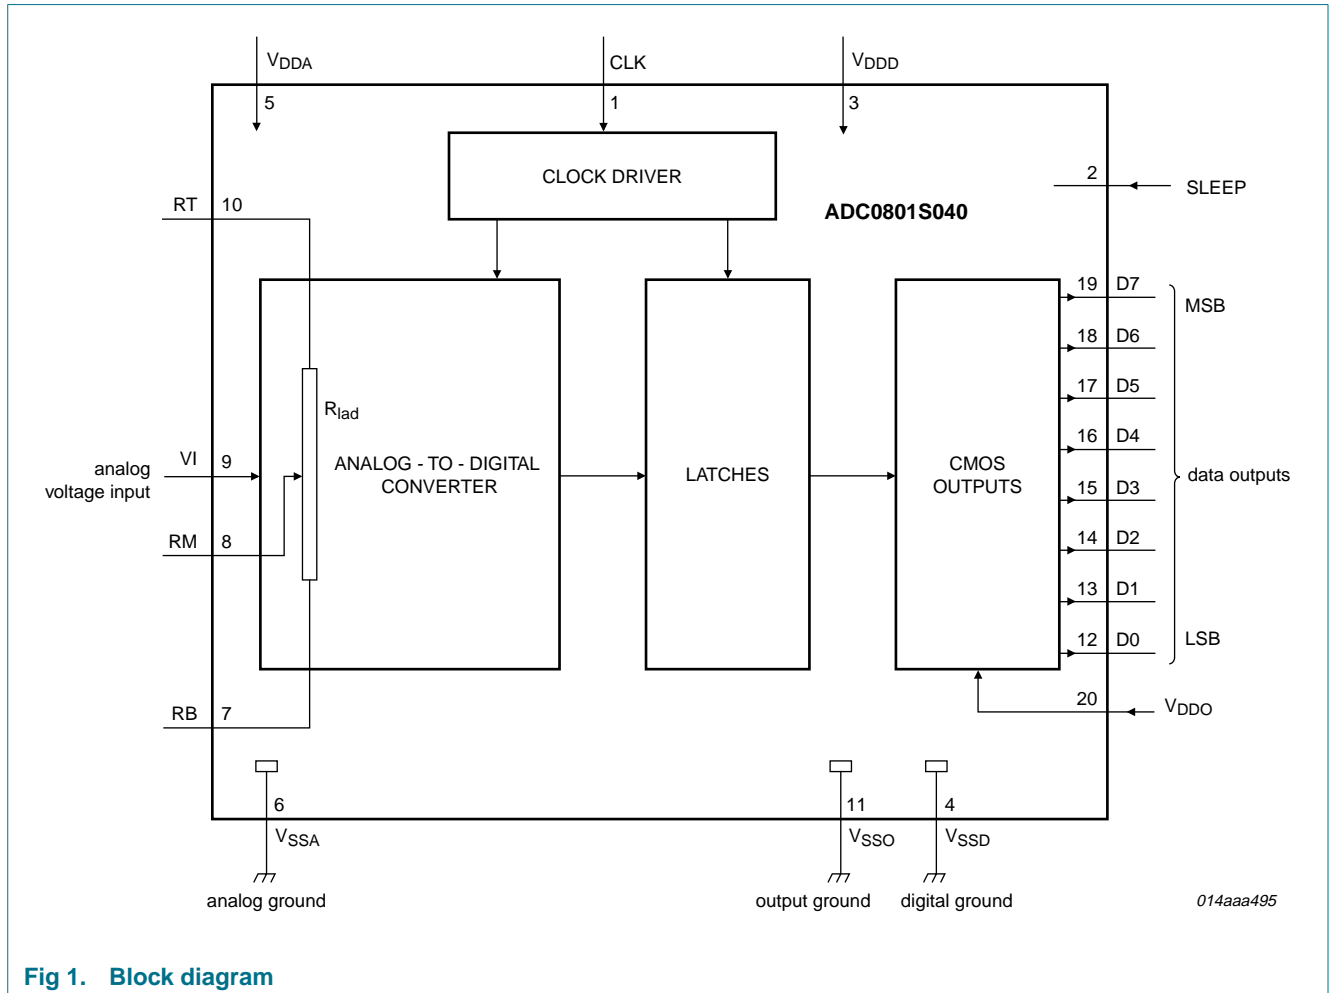 VDDA
CLK
VDDD
5
1
3
CLOCK DRIVER
2
SLEEP
RT
10
ADC0801S040
19 D7
MSB
18 D6
17 D5
Rlad
16 D4
VI
9
analog
voltage input
ANALOG - TO - DIGITAL
CONVERTER
LATCHES
CMOS
OUTPUTS
data outputs
15 D3
RM
8
14 D2
13 D1
12 D0
LSB
RB
7
20
VDDO
6
11
4
VSSA
VSSO
VSSD
analog ground
output ground
digital ground
014aaa495
Fig 1. Block diagram